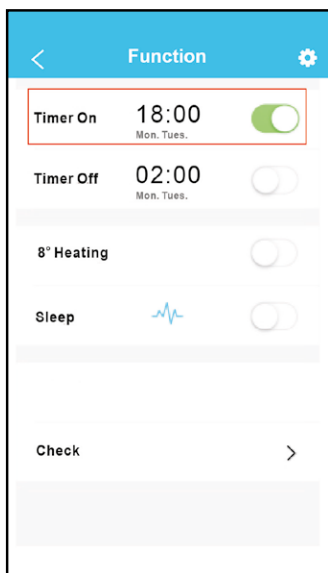 Function
Timer On
18:00
Mon. Tues.
Timer Off
02:00
Mon. Tues.
8° Heating
Sleep
Check